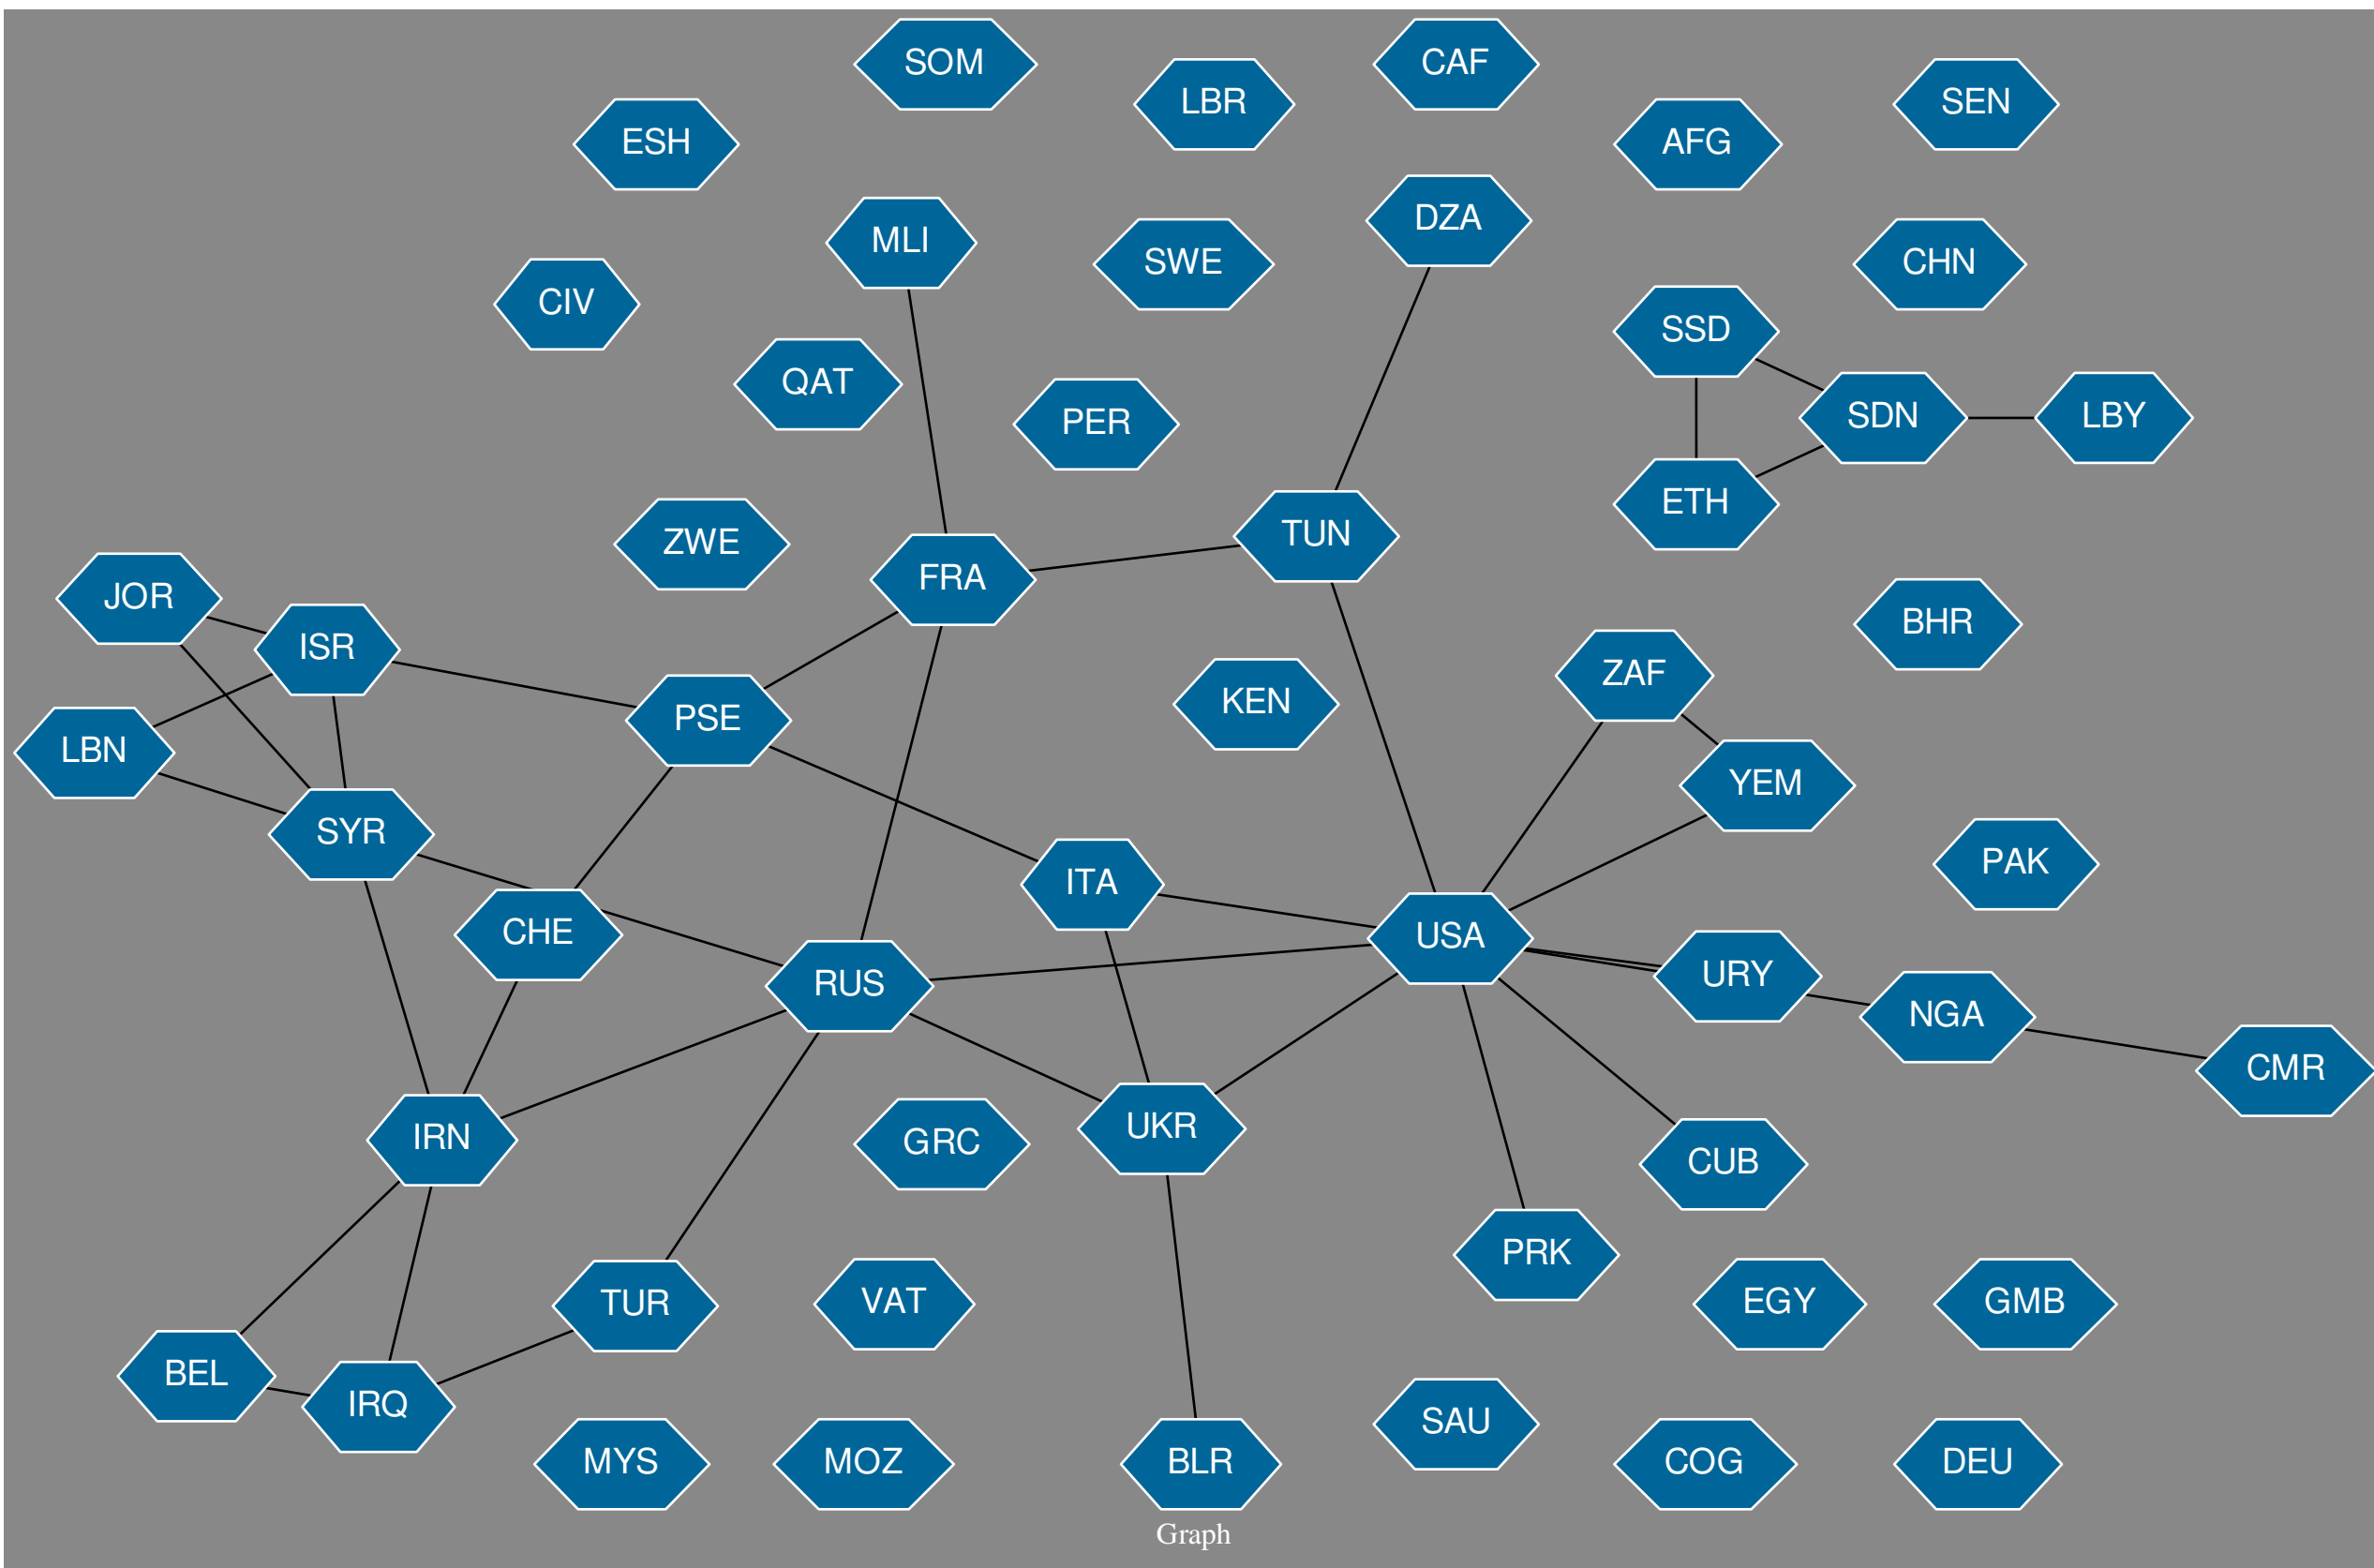 SOM
CAF
LBR
SEN
ESH
AFG
DZA
MLI
SWE
CHN
CIV
SSD
QAT
PER
SDN
LBY
ETH
ZWE
TUN
FRA
JOR
BHR
ISR
ZAF
KEN
PSE
LBN
YEM
SYR
PAK
ITA
CHE
USA
RUS
URY
NGA
CMR
IRN
GRC
UKR
CUB
PRK
TUR
VAT
EGY
GMB
BEL
IRQ
SAU
MYS
MOZ
BLR
COG
DEU
Graph